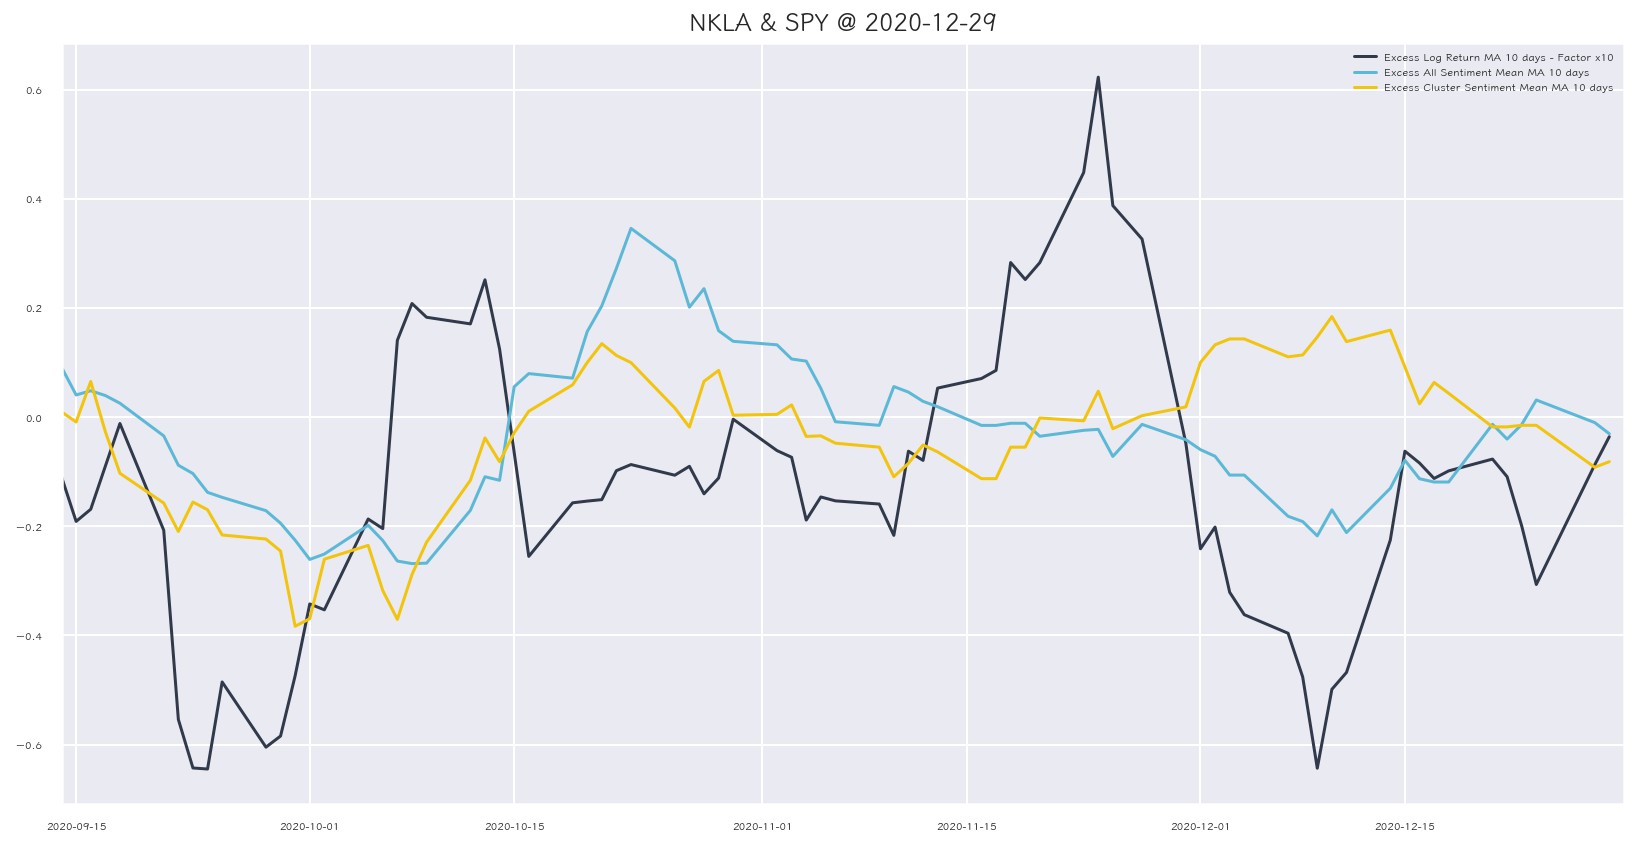 NKLA & SPY @ 2020-12-29
Excess Log Return MA 10 days - Factor x10
Excess All Sentiment Mean MA 10 days
Excess Cluster Sentiment Mean MA 10 days
0.6
0.4
0.2
0.0
−0.2
−0.4
−0.6
2020-09-15 2020-10-01 2020-10-15 2020-11-01 2020-11-15 2020-12-01 2020-12-15